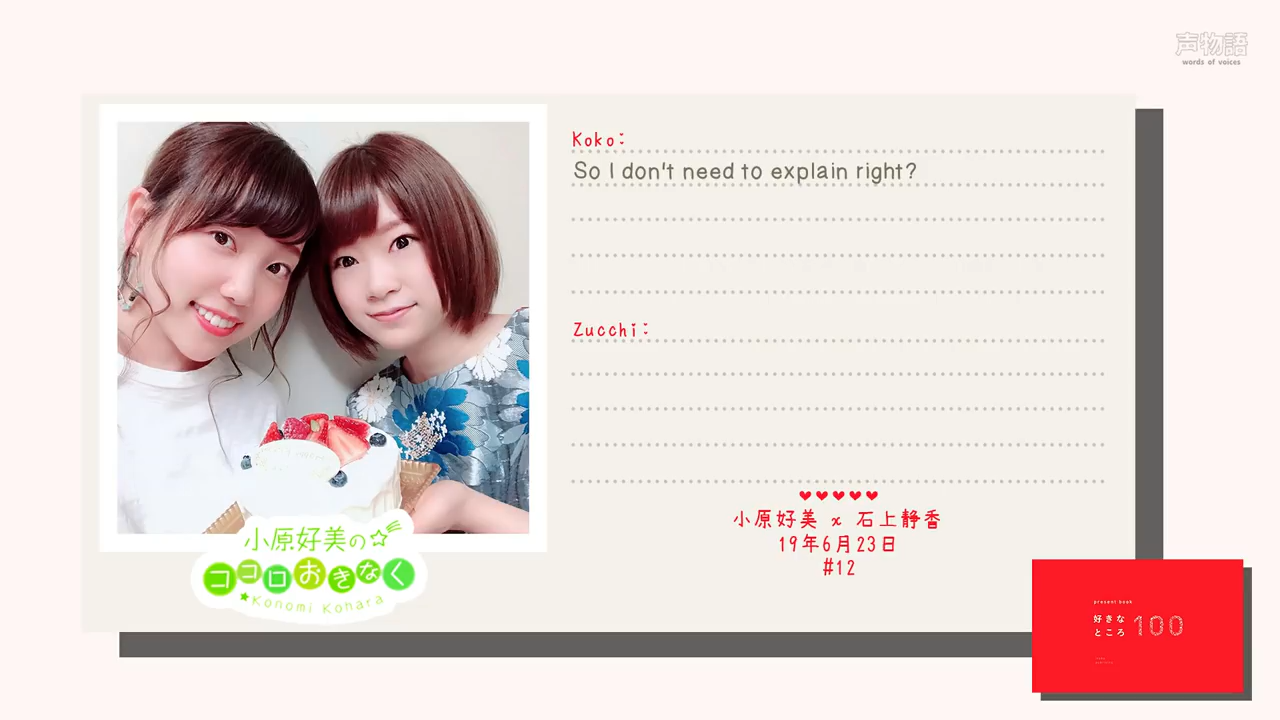 声物語
words of voices
Koko:
So I don't need to explain right?
Zucchi:
♥♥♥♥♥
小原好美 x 石上静香
19年6月23日
#12
小原好美の☆
ココロおきなく
★Konomi Kohara
present book
好きな
ところ
100